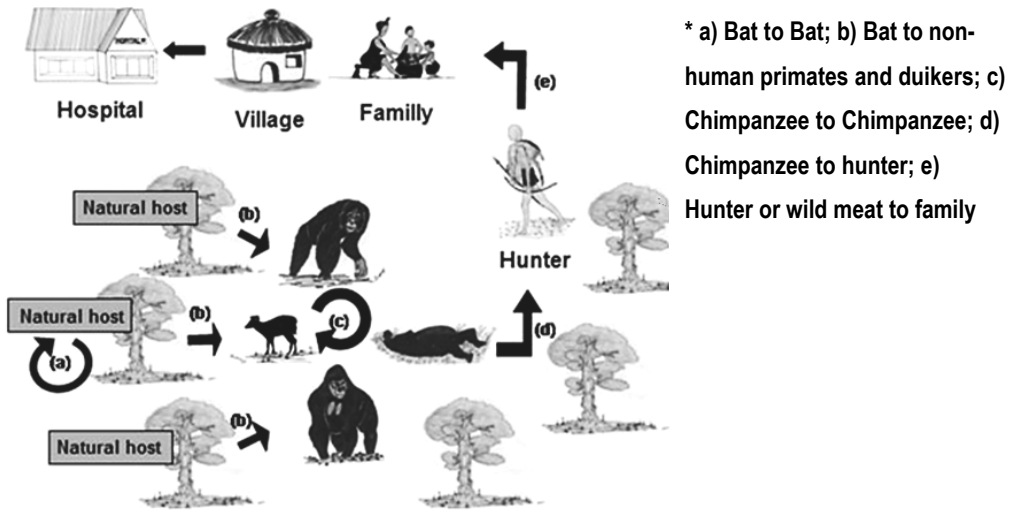 HOSPITAL
Hospital
Village
Familly
(e)
* a) Bat to Bat; b) Bat to non-
human primates and duikers; c)
Chimpanzee to Chimpanzee; d)
Chimpanzee to hunter; e)
Hunter or wild meat to family
Natural host
(b)
Hunter
Natural host
(a)
(b)
(c)
(d)
Natural host
(b)